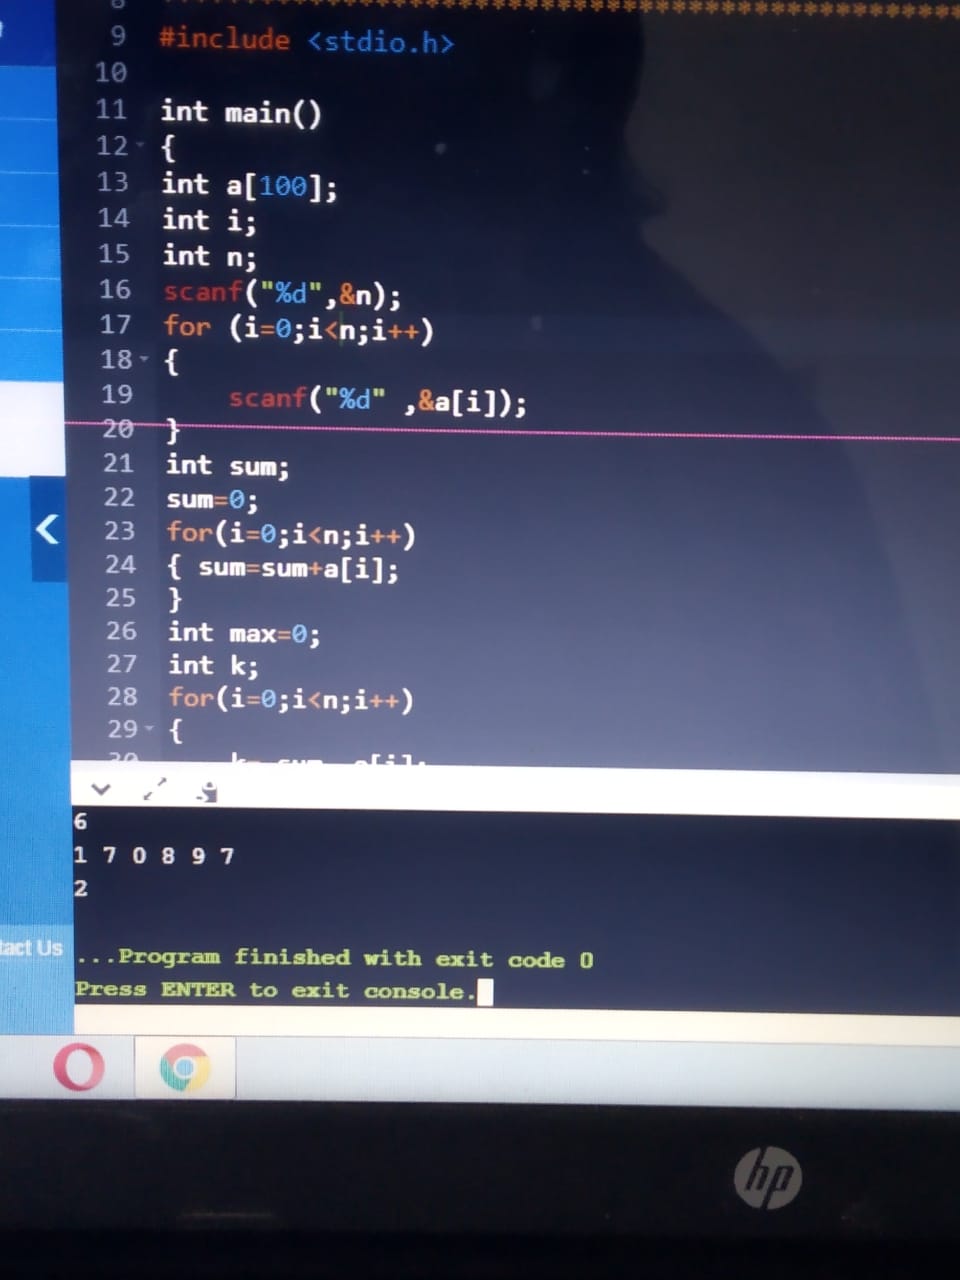 9 #include <stdio.h>
10
11 int main()
12 {
13 int a[100];
14 int i;
15 int n;
16 scanf("%d",&n);
17 for (i=0;i<n;i++)
18 {
19 scanf("%d" ,&a[i]);
20 }
21 int sum;
22 sum=0;
23 for(i=0;i<n;i++)
24 { sum=sum+a[i];
25 }
26 int max=0;
27 int k;
28 for(i=0;i<n;i++)
29 {
6
1 7 0 8 9 7
2
...Program finished with exit code 0
Press ENTER to exit console.
tact Us
hp